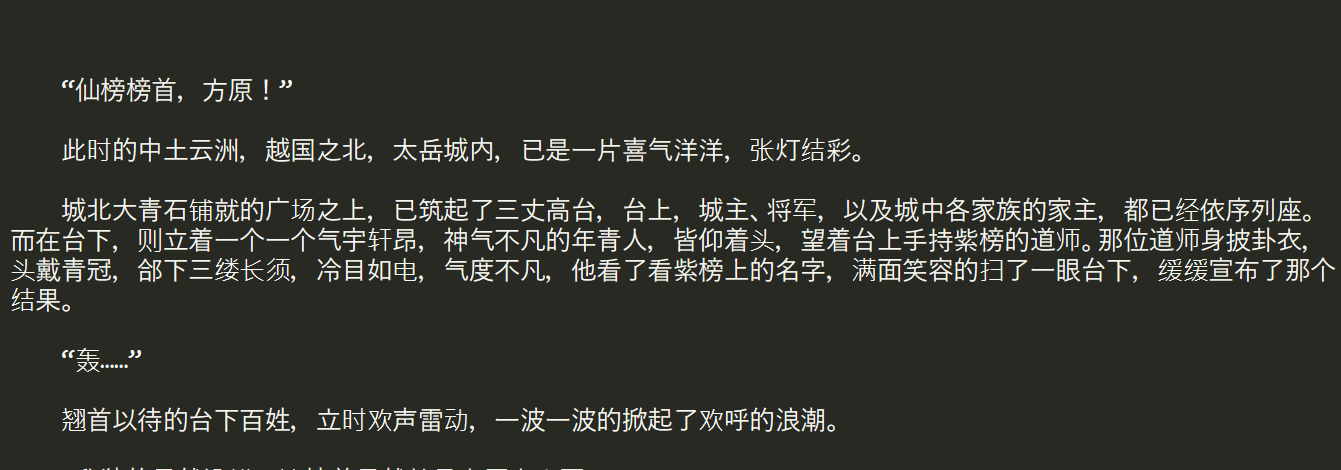 “仙榜榜首，方原！”
此时的中土云洲，越国之北，太岳城内，已是一片喜气洋洋，张灯结彩。
城北大青石铺就的广场之上，已筑起了三丈高台，台上，城主、将军，以及城中各家族的家主，都已经依序列座。
而在台下，则立着一个一个气宇轩昂，神气不凡的年青人，皆仰着头，望着台上手持紫榜的道师。那位道师身披卦衣，
头戴青冠，郃下三缕长须，冷目如电，气度不凡，他看了看紫榜上的名字，满面笑容的扫了一眼台下，缓缓宣布了那个
结果。
“轰……”
翘首以待的台下百姓，立时欢声雷动，一波一波的掀起了欢呼的浪潮。